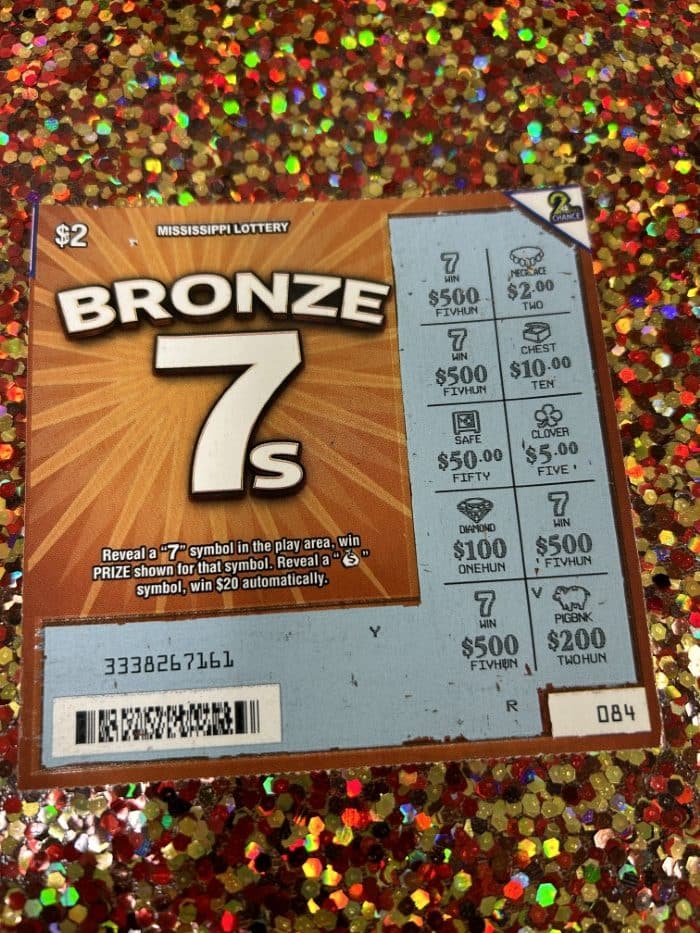 $2
MISSISSIPPI LOTTERY
2
CHANCE
BRONZE
7s
Reveal a “7” symbol in the play area, win
PRIZE shown for that symbol. Reveal a “ ”
symbol, win $20 automatically.
7
WIN
$500
FIVHUN
NECKLACE
$2.00
TWO
7
WIN
$500
FIVHUN
CHEST
$10.00
TEN
SAFE
$50.00
FIFTY
CLOVER
$5.00
FIVE
DIAMOND
$100
ONEHUN
7
WIN
$500
FIVHUN
7
WIN
$500
FIVHUN
V
PIGBNK
$200
TWOHUN
Y
3338267161
R
084